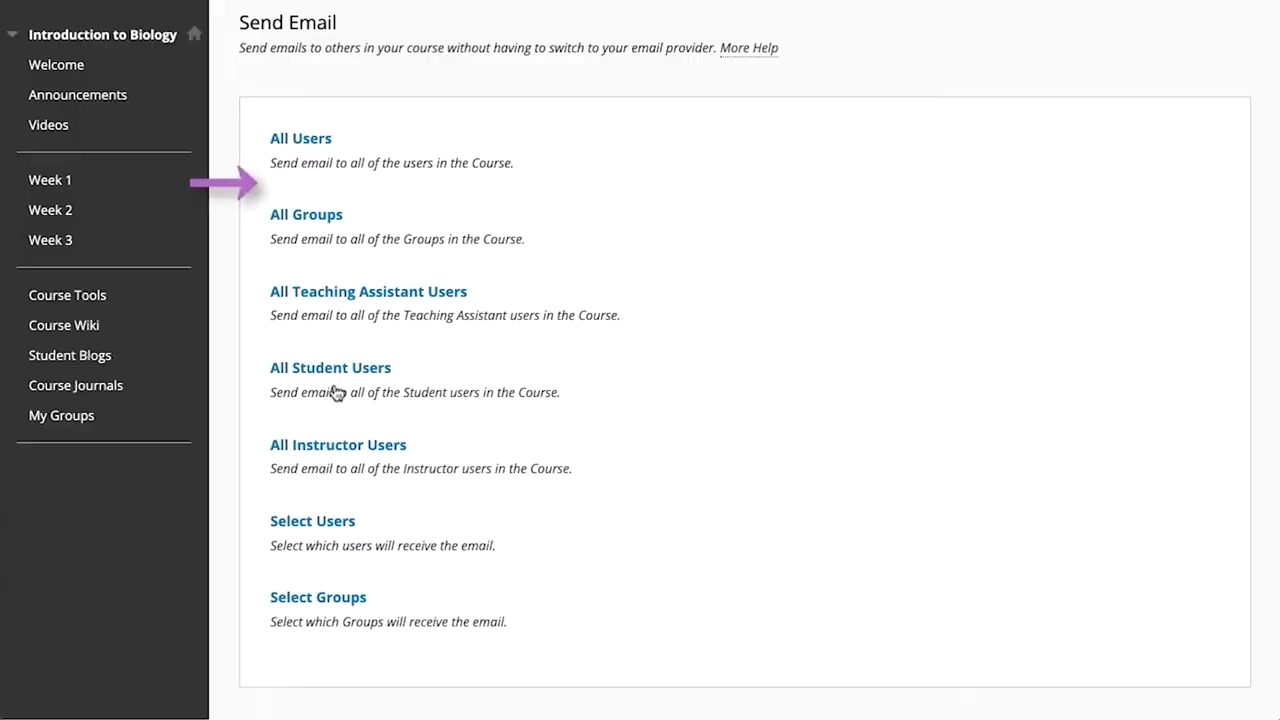 Introduction to Biology
Welcome
Announcements
Videos
Week 1
Week 2
Week 3
Course Tools
Course Wiki
Student Blogs
Course Journals
My Groups
Send Email
Send emails to others in your course without having to switch to your email provider. More Help
All Users
Send email to all of the users in the Course.
All Groups
Send email to all of the Groups in the Course.
All Teaching Assistant Users
Send email to all of the Teaching Assistant users in the Course.
All Student Users
Send email all of the Student users in the Course.
All Instructor Users
Send email to all of the Instructor users in the Course.
Select Users
Select which users will receive the email.
Select Groups
Select which Groups will receive the email.